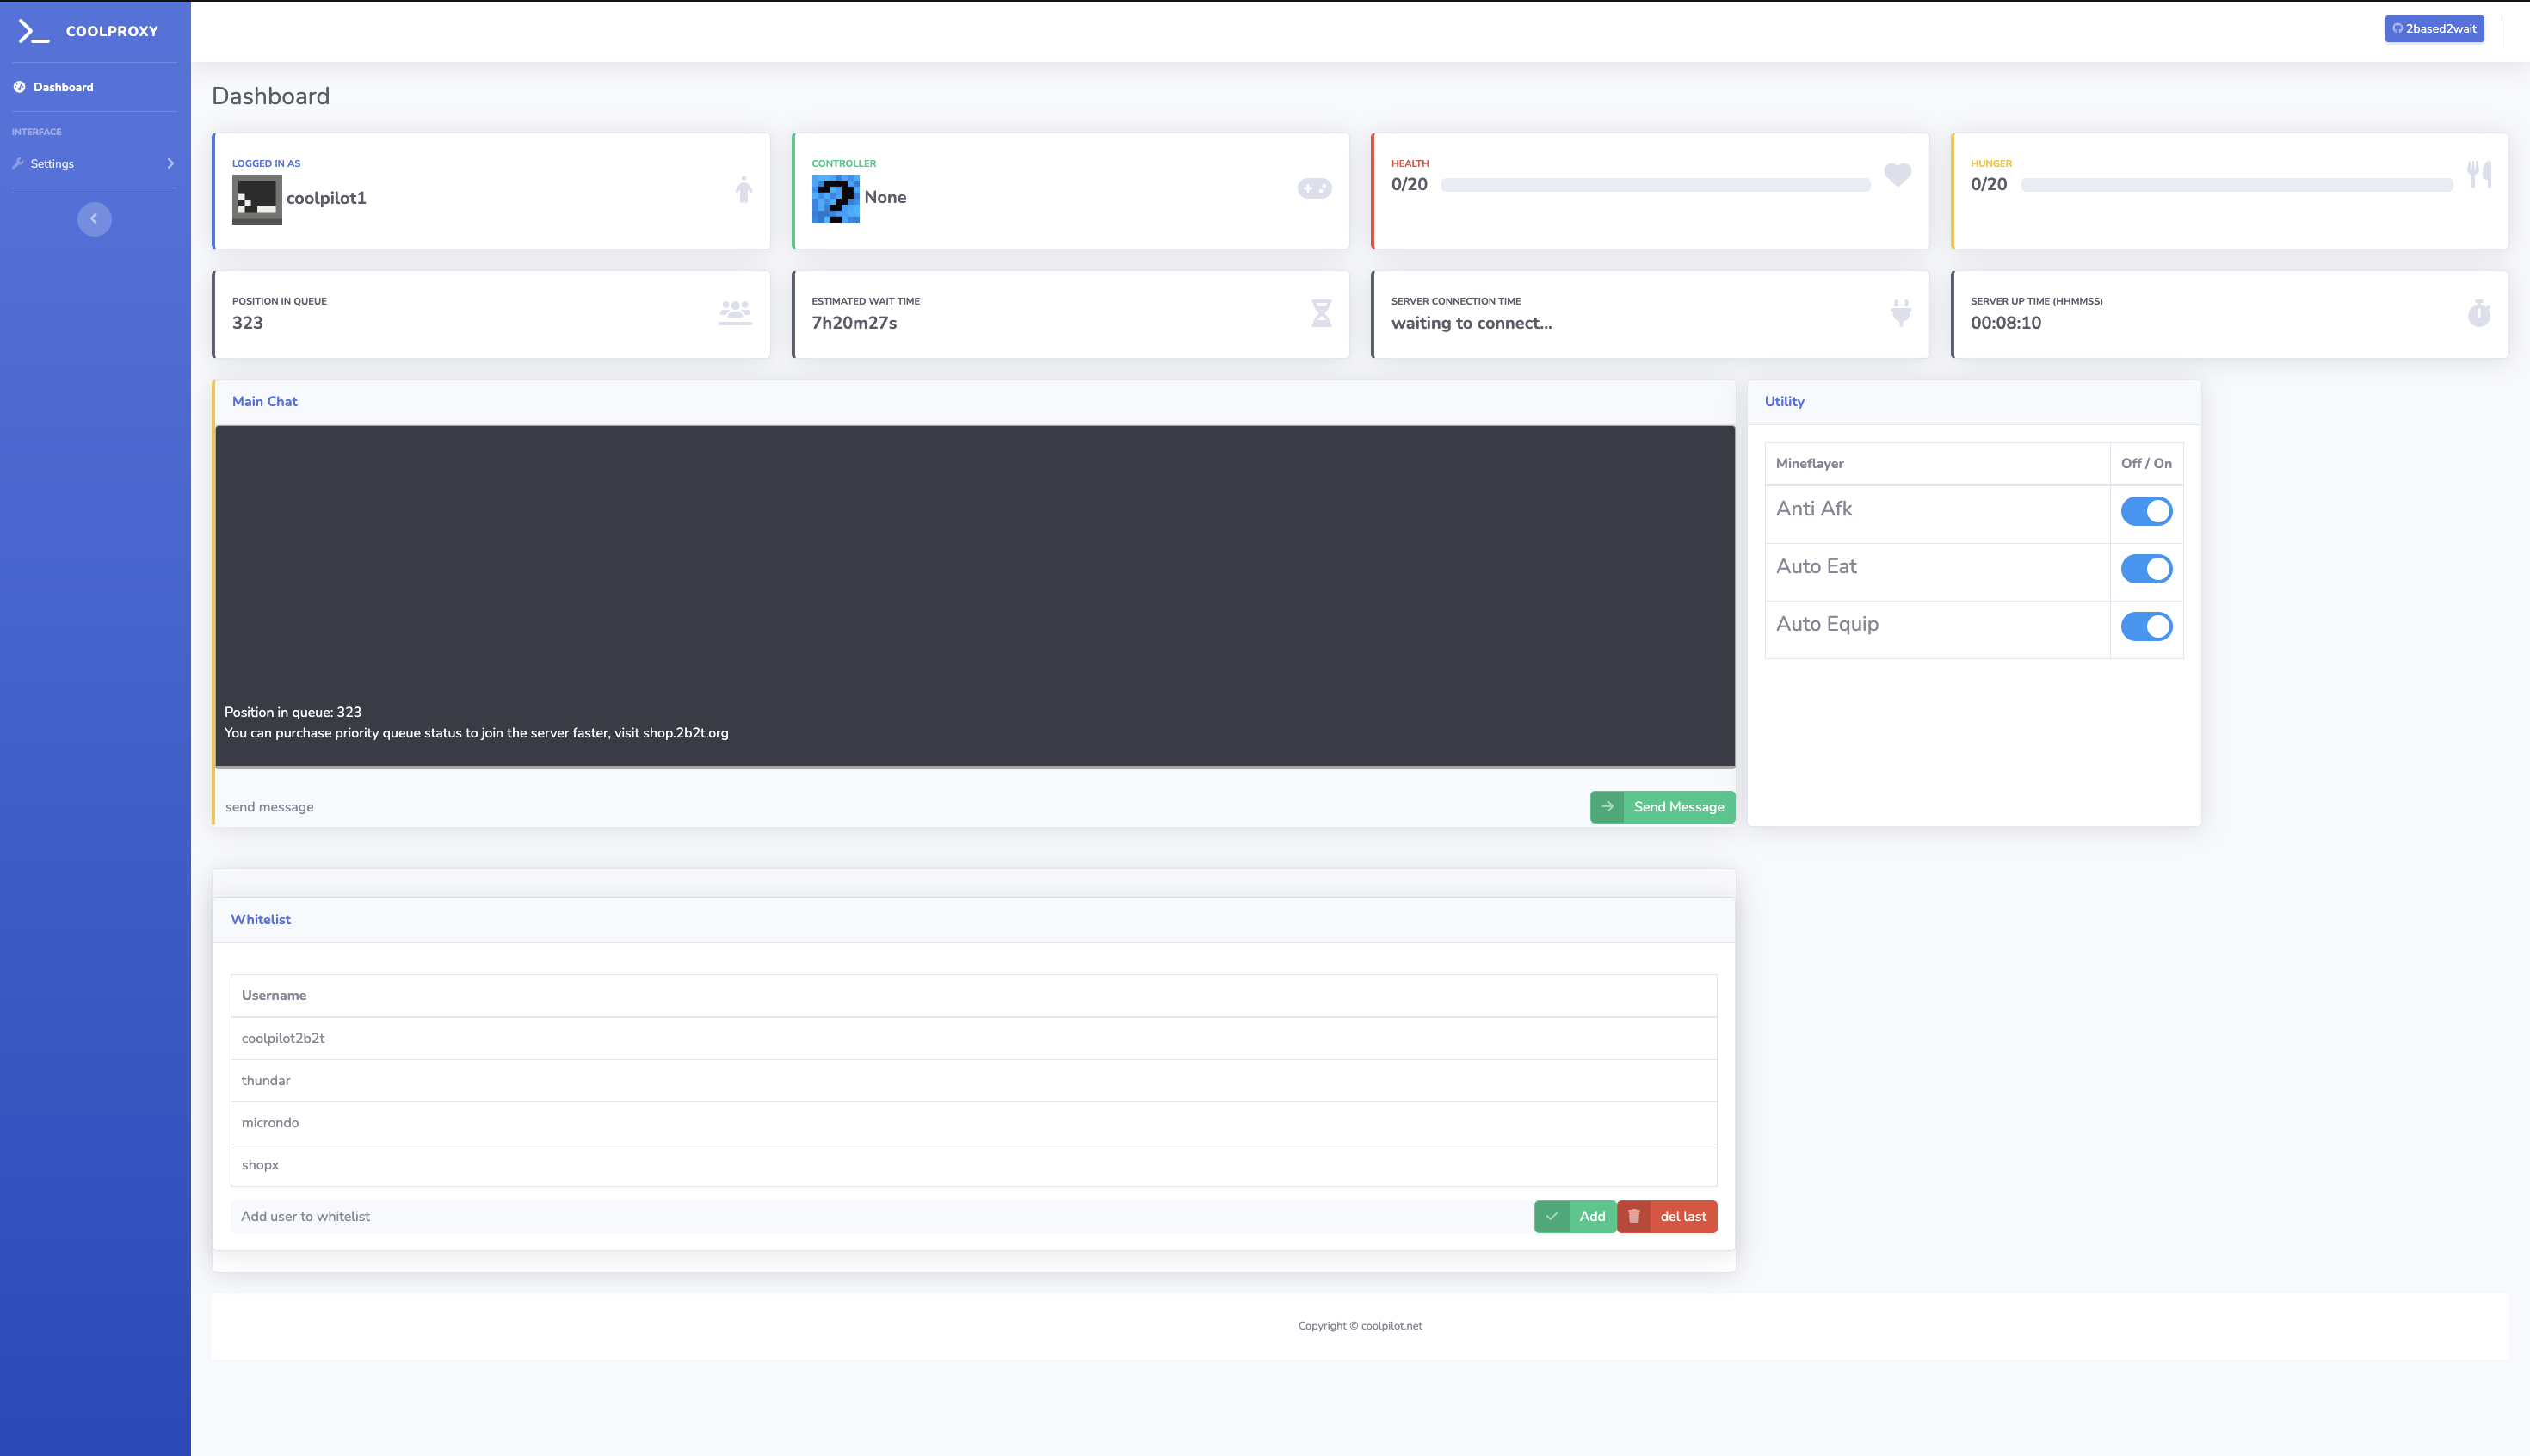 COOLPROXY
2based2wait
Dashboard
INTERFACE
Settings
Dashboard
LOGGED IN AS
coolpilot1
CONTROLLER
None
HEALTH
0/20
HUNGER
0/20
POSITION IN QUEUE
323
ESTIMATED WAIT TIME
7h20m27s
SERVER CONNECTION TIME
waiting to connect...
SERVER UP TIME (HHMMSS)
00:08:10
Main Chat
Position in queue: 323
You can purchase priority queue status to join the server faster, visit shop.2b2t.org
send message
Send Message
Utility
Mineflayer Off / On
Anti Afk
Auto Eat
Auto Equip
Whitelist
Username
coolpilot2b2t
thundar
microndo
shopx
Add user to whitelist
Add
del last
Copyright © coolpilot.net